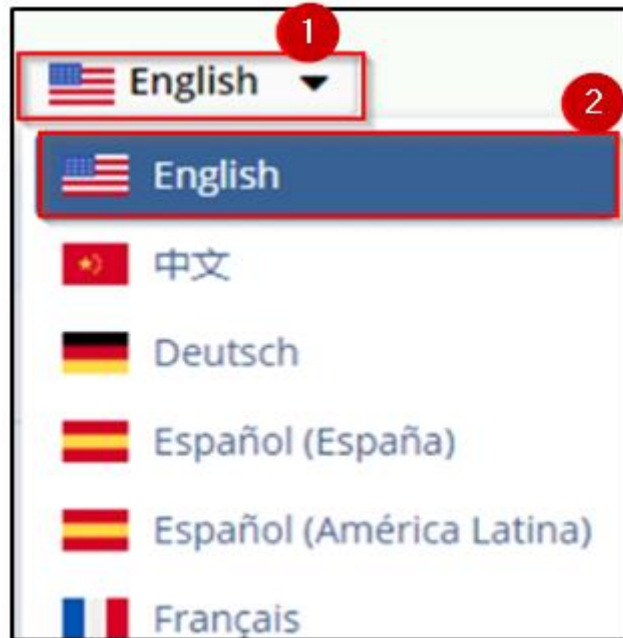 1
English
2
English
中文
Deutsch
Español (España)
Español (América Latina)
Français